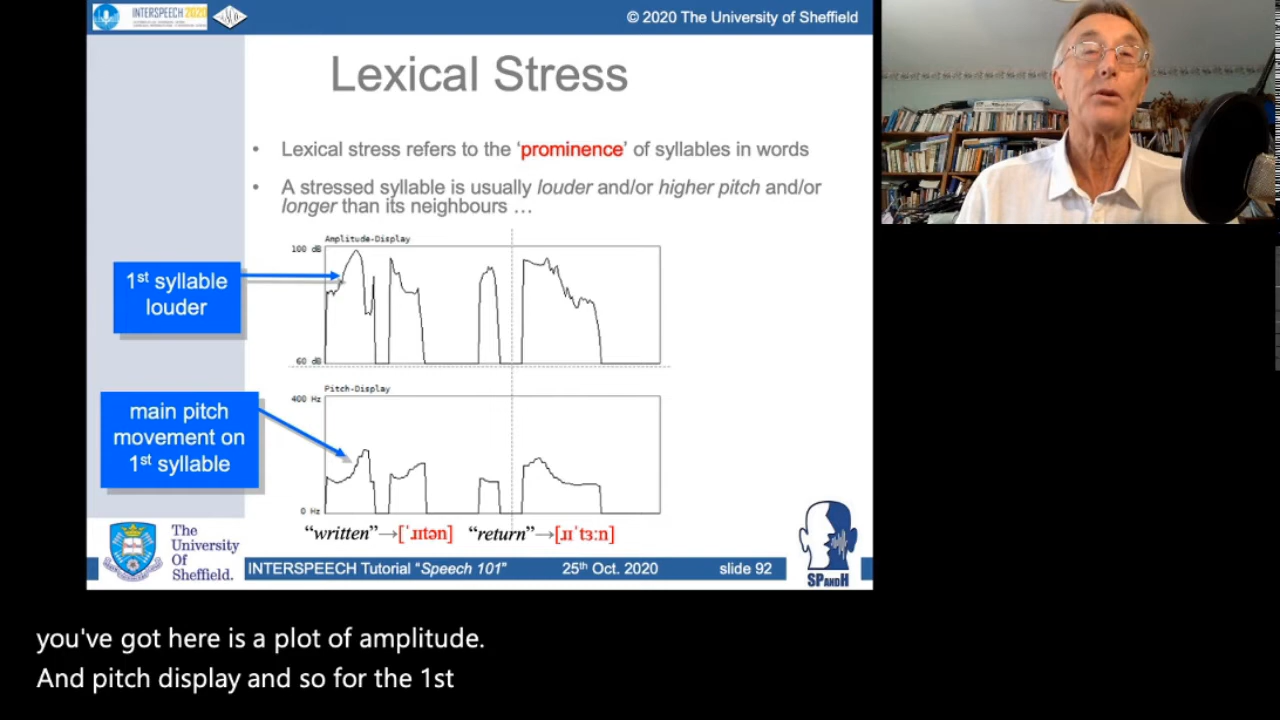 INTERSPEECH 2020
© 2020 The University of Sheffield
Lexical Stress
• Lexical stress refers to the ‘prominence’ of syllables in words
• A stressed syllable is usually louder and/or higher pitch and/or
longer than its neighbours …
Amplitude-Display
100 dB
60 dB
1st syllable
louder
Pitch-Display
400 Hz
0 Hz
main pitch
movement on
1st syllable
“written”→[ˈɹɪtən] “return”→[ɹɪˈtɜːn]
The
University
Of
Sheffield.
SPandH
INTERSPEECH Tutorial “Speech 101” 25th Oct. 2020 slide 92
you've got here is a plot of amplitude.
And pitch display and so for the 1st